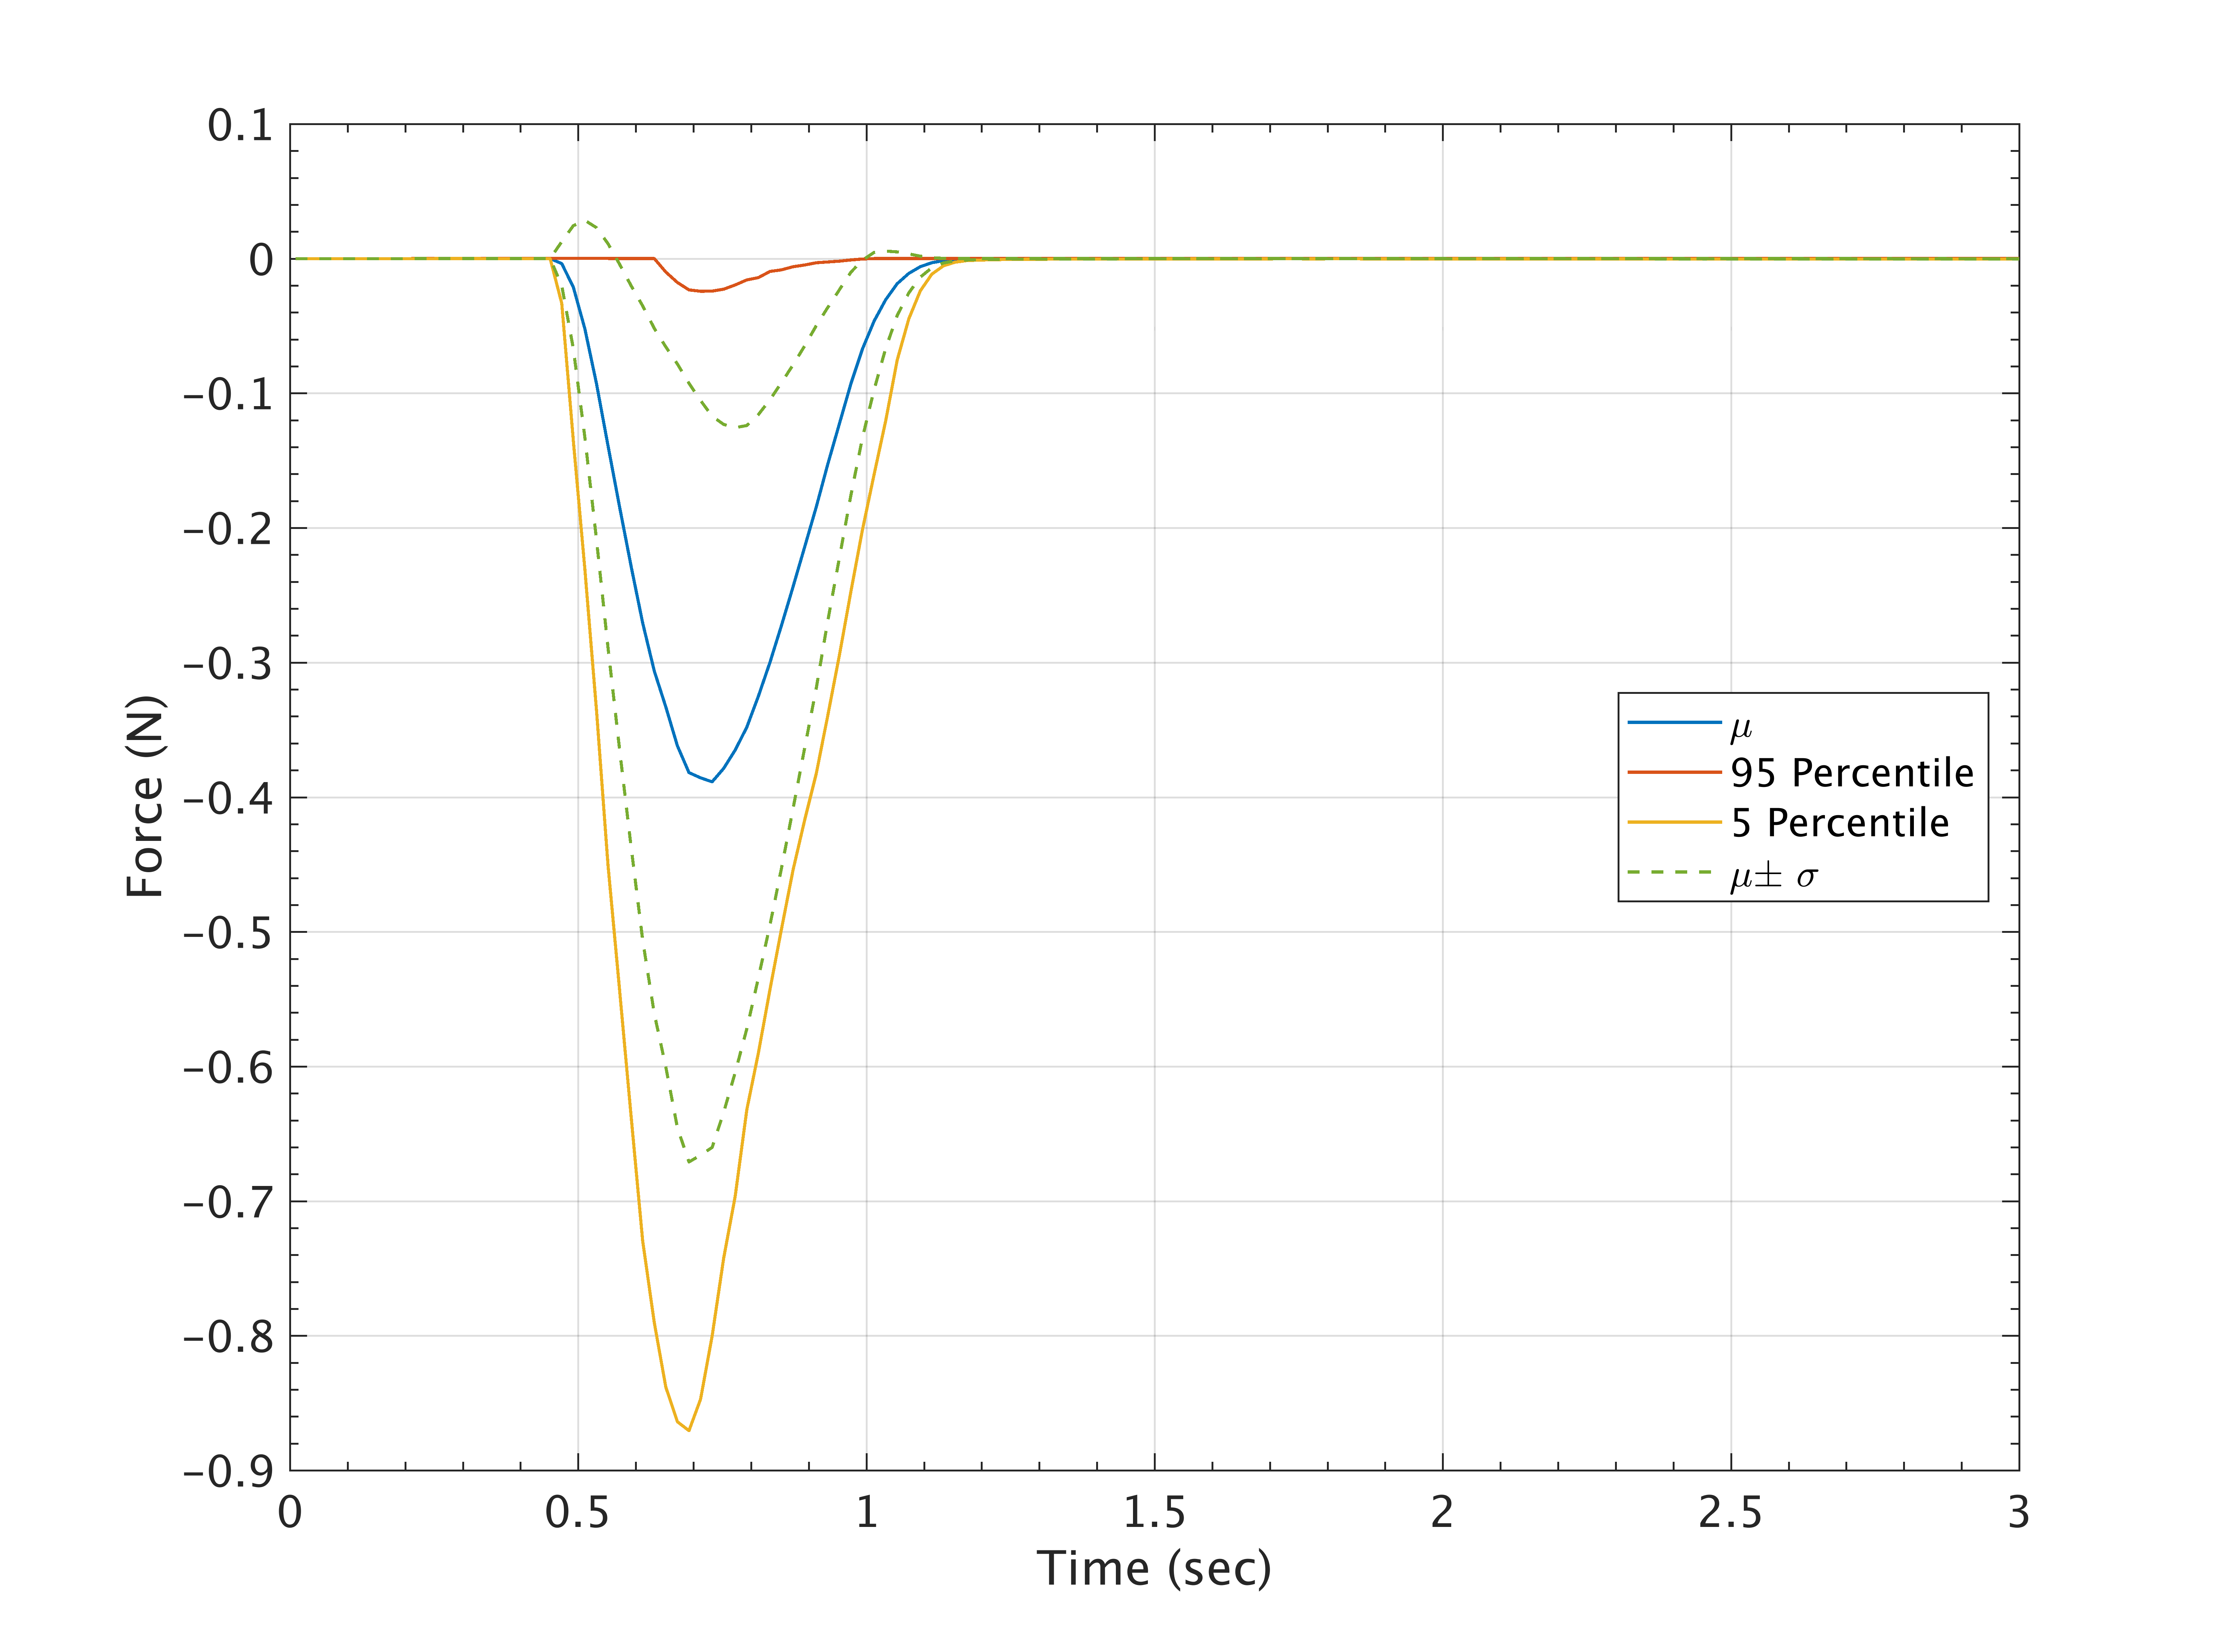 0.1
0
−0.1
−0.2
−0.3
−0.4
−0.5
−0.6
−0.7
−0.8
−0.9
Force (N)
μ
95 Percentile
5 Percentile
μ± σ
0 0.5 1 1.5 2 2.5 3
Time (sec)